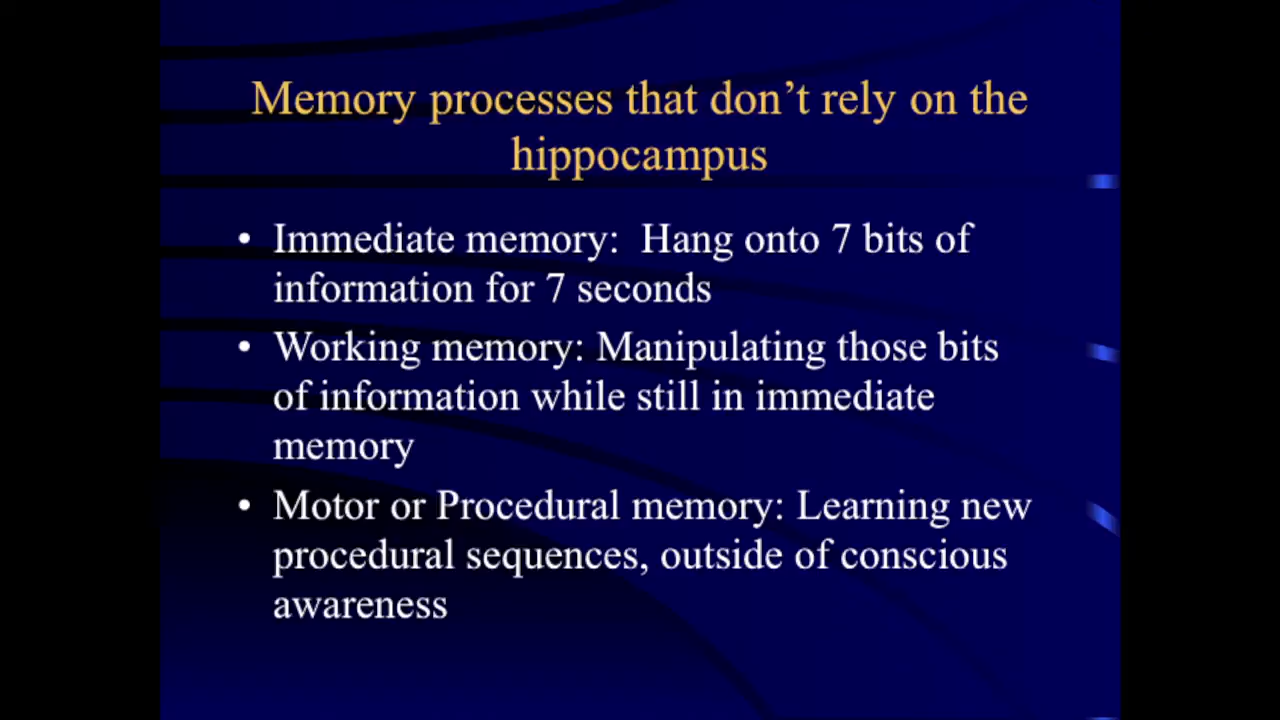 Memory processes that don’t rely on the
hippocampus
• Immediate memory:  Hang onto 7 bits of
information for 7 seconds
• Working memory: Manipulating those bits
of information while still in immediate
memory
• Motor or Procedural memory: Learning new
procedural sequences, outside of conscious
awareness